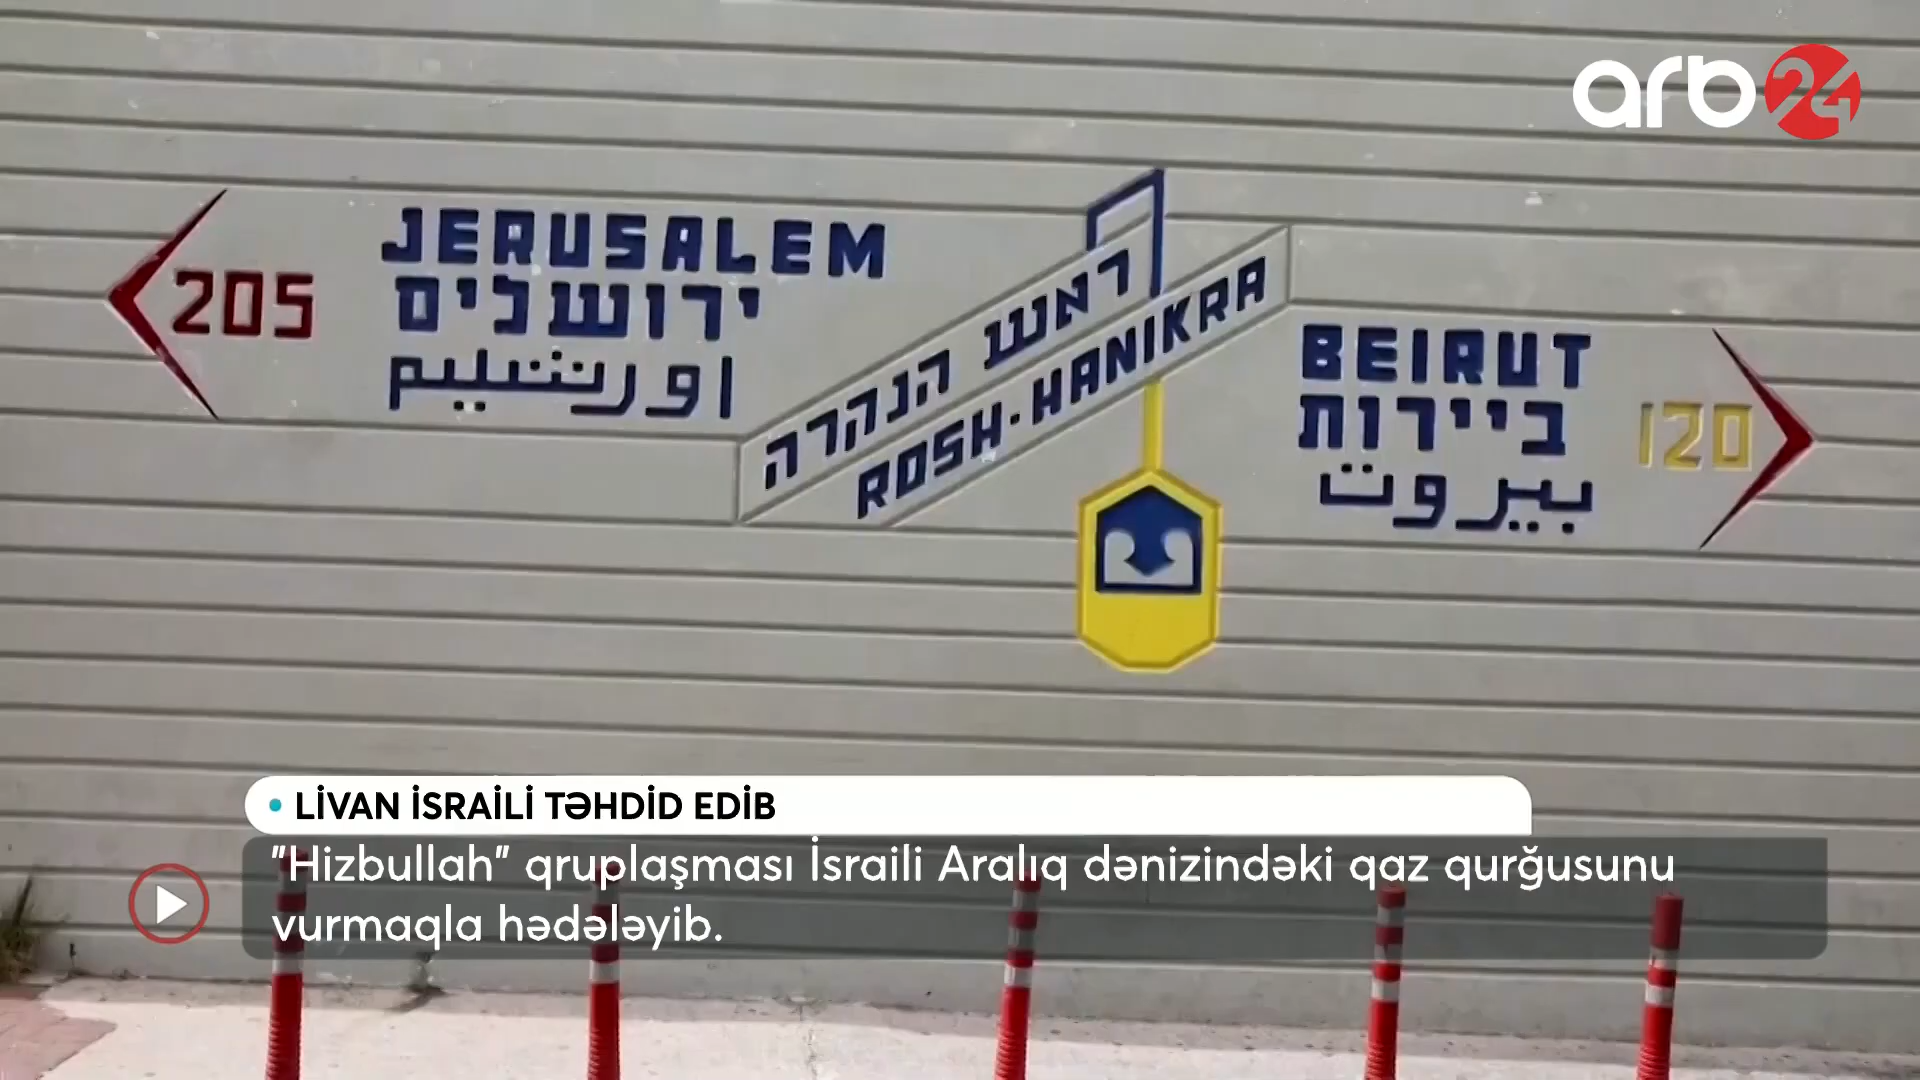 arb24
JERUSALEM
205
ירושלים
اورشليم
ראש הנקרה
ROSH-HANIKRA
BEIRUT
ביירות
120
بيروت
LİVAN İSRAİLİ TƏHDİD EDİB
"Hizbullah" qruplaşması İsraili Aralıq dənizindəki qaz qurğusunu
vurmaqla hədələyib.